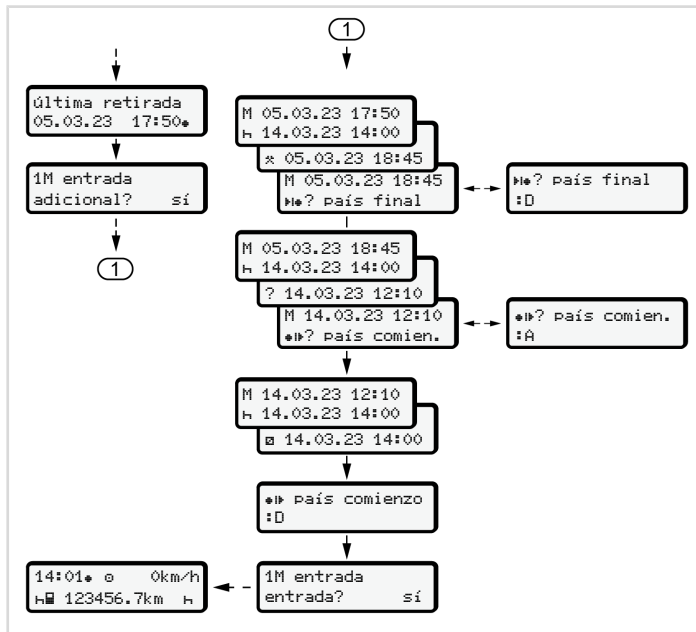 última retirada
05.03.23 17:50
1M entrada
adicional? sí
1
1
M 05.03.23 17:50
14.03.23 14:00
05.03.23 18:45
M 05.03.23 18:45
? país final
? país final
:D
M 05.03.23 18:45
14.03.23 14:00
? 14.03.23 12:10
M 14.03.23 12:10
? país comien.
? país comien.
:A
M 14.03.23 12:10
14.03.23 14:00
14.03.23 14:00
país comienzo
:D
1M entrada
entrada? sí
14:01 0km/h
123456.7km